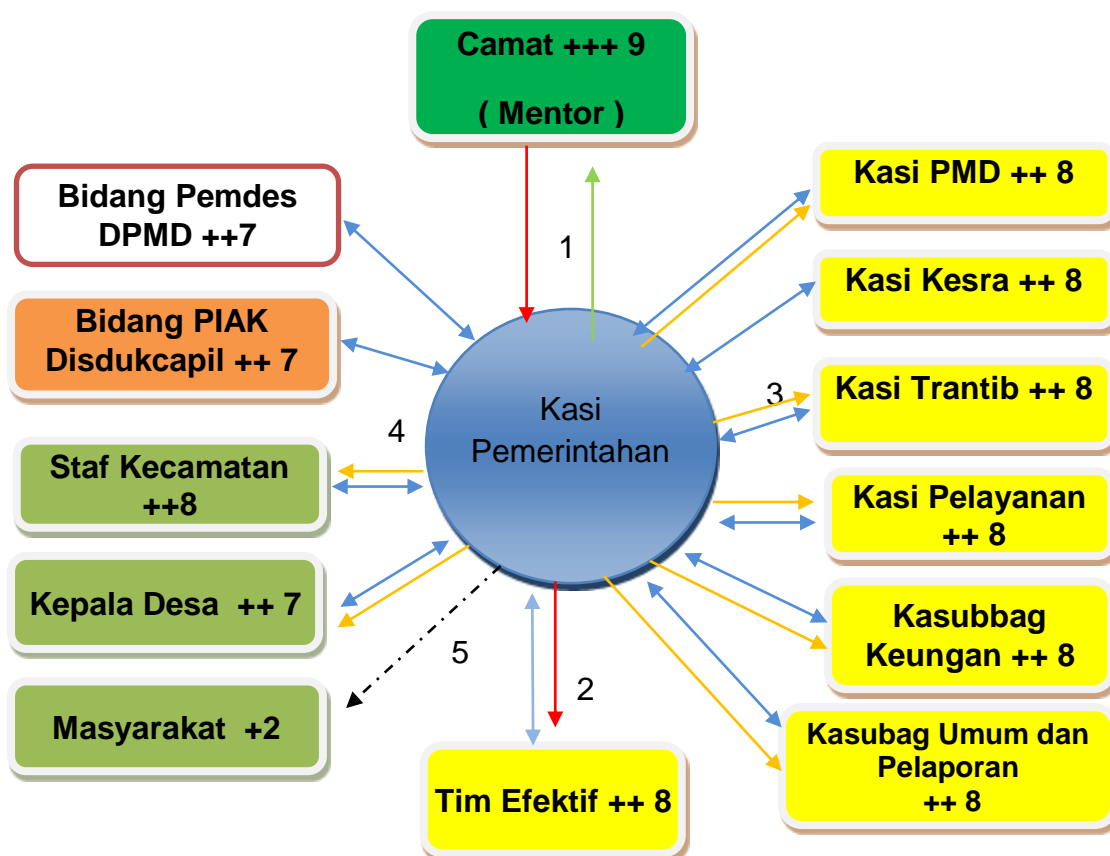 Camat +++ 9
( Mentor )
Bidang Pemdes
DPMD ++7
Kasi PMD ++ 8
1
Kasi Kesra ++ 8
Bidang PIAK
Disdukcapil ++ 7
Kasi Trantib ++ 8
3
Kasi
Pemerintahan
4
Staf Kecamatan
++8
Kasi Pelayanan
++ 8
Kepala Desa ++ 7
Kasubbag
Keungan ++ 8
5
2
Masyarakat +2
Kasubag Umum dan
Pelaporan
++ 8
Tim Efektif ++ 8